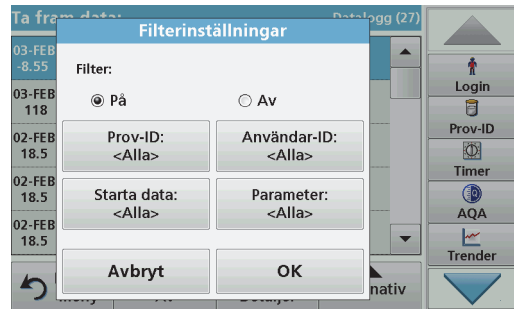 Ta fram data:
Datalogg (27)
Filterinställningar
Filter:
På
Av
Prov-ID:
<Alla>
Användar-ID:
<Alla>
Starta data:
<Alla>
Parameter:
<Alla>
Avbryt
OK
03-FEB
-8.55
03-FEB
118
02-FEB
18.5
02-FEB
18.5
02-FEB
18.5
Meny
Detaljer
Login
Prov-ID
Timer
AQA
Trender